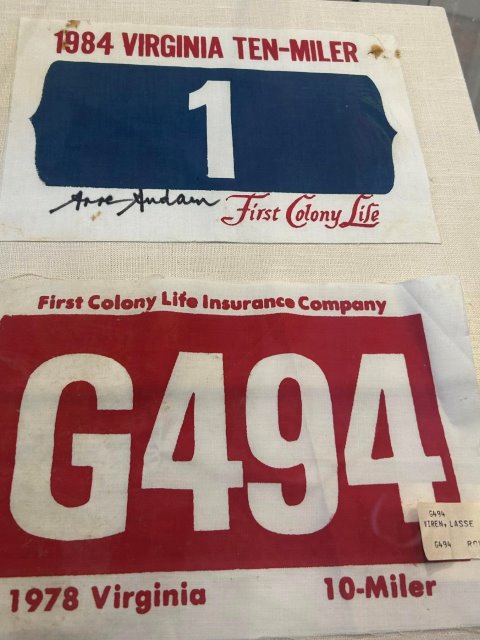 1984 VIRGINIA TEN-MILER
1
First Colony Life
First Colony Life Insurance Company
G494
G494
VIREN, LASSE
G494
1978 Virginia
10-Miler